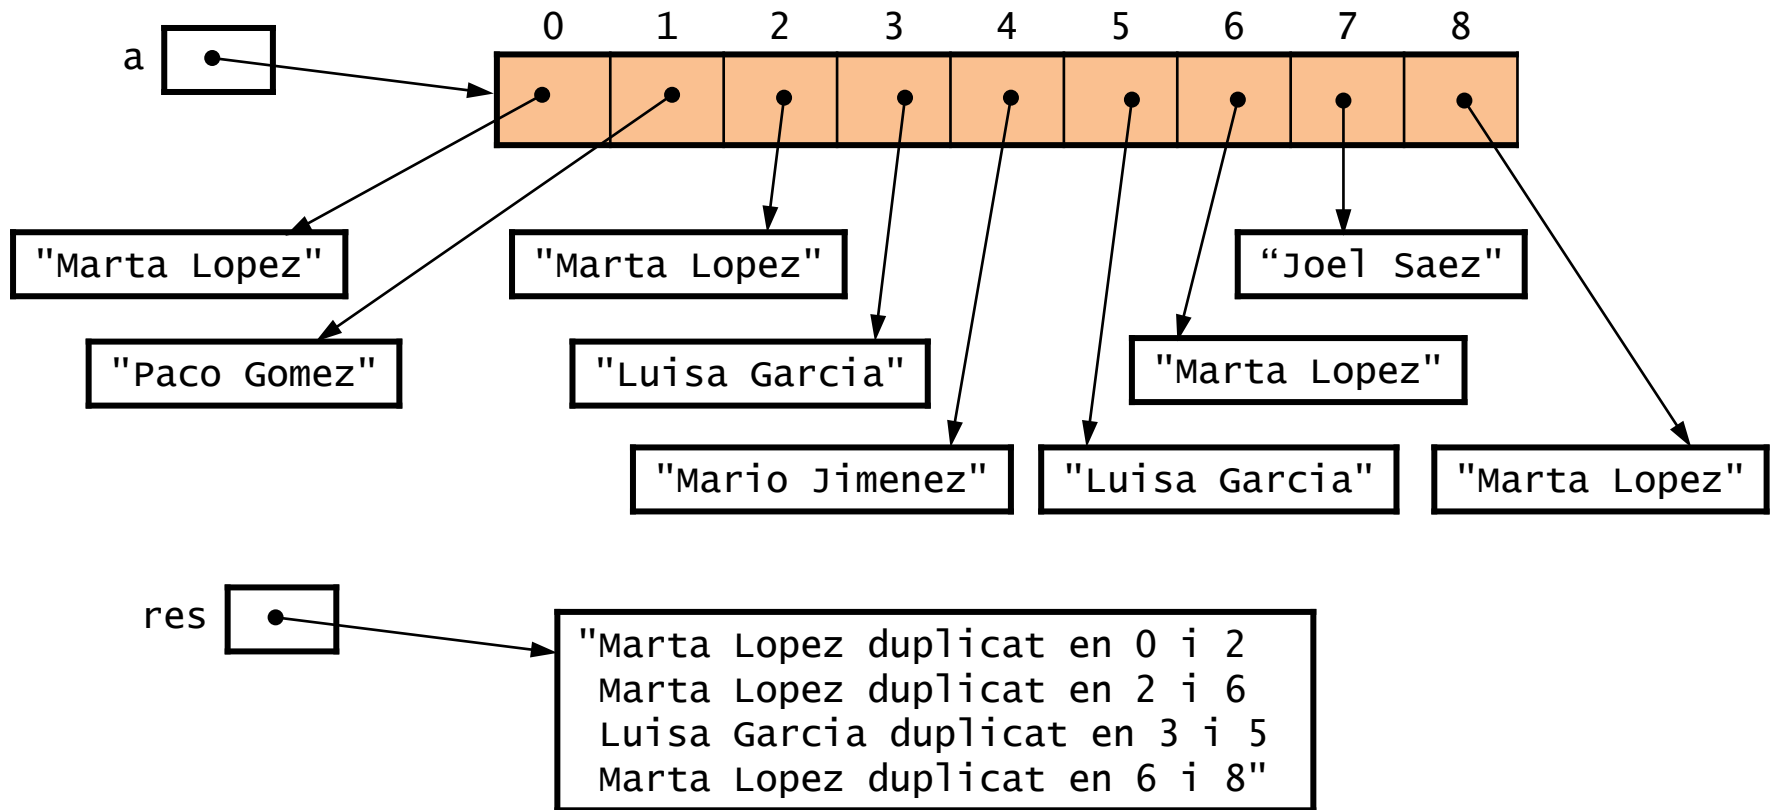 0 1 2 3 4 5 6 7 8
a
"Marta Lopez" "Marta Lopez" “Joel Saez"
"Paco Gomez" "Luisa Garcia" "Marta Lopez"
"Mario Jimenez" "Luisa Garcia" "Marta Lopez"
res
"Marta Lopez duplicat en 0 i 2
Marta Lopez duplicat en 2 i 6
Luisa Garcia duplicat en 3 i 5
Marta Lopez duplicat en 6 i 8"